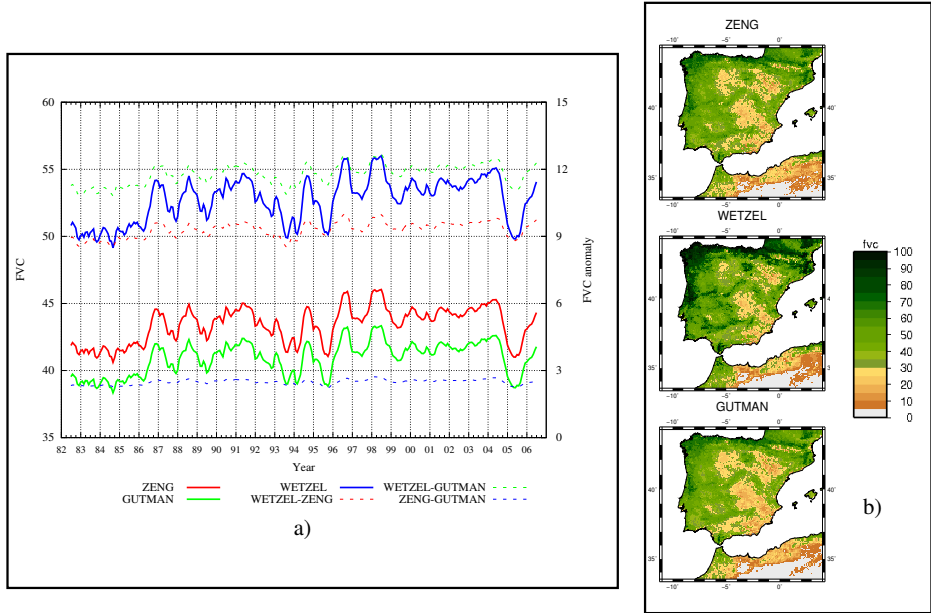 60
55
50
45
40
35
FVC
15
12
9
6
3
0
FVC anomaly
82 83 84 85 86 87 88 89 90 91 92 93 94 95 96 97 98 99 00 01 02 03 04 05 06
Year
ZENG WETZEL WETZEL-GUTMAN
GUTMAN WETZEL-ZENG ZENG-GUTMAN
a)
ZENG
−10˚ −5˚ 0˚
40˚ 40˚
35˚ 35˚
WETZEL
−10˚ −5˚ 0˚
40˚ 4
35˚ 3
GUTMAN
−10˚ −5˚ 0˚
40˚ 40˚
35˚ 35˚
fvc
100
90
80
70
60
50
40
30
20
10
0
b)